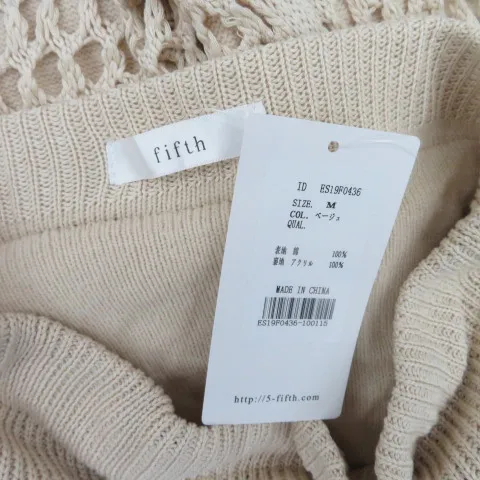 fifth
ID ES19F0436
SIZE. M
COL. ベージュ
QUAL.
表地 綿 100%
裏地 アクリル 100%
MADE IN CHINA
ES19F0436-100115
http://5-fifth.com